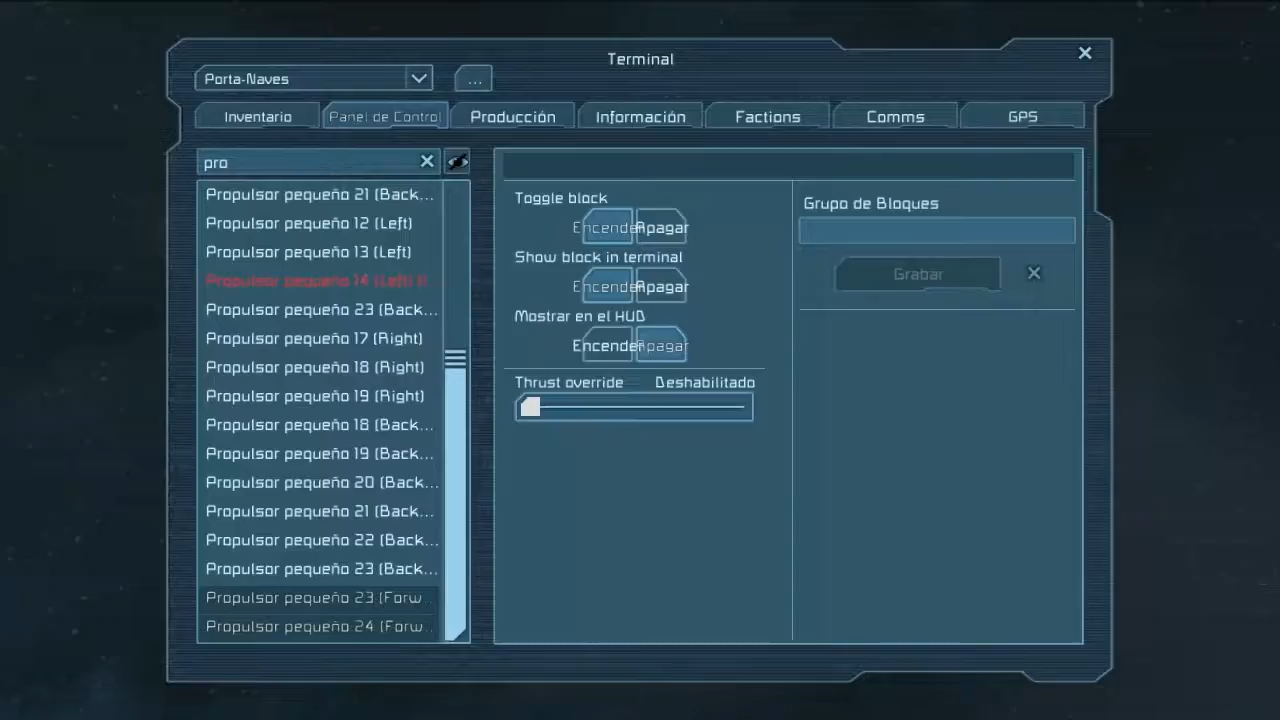 Terminal
Porta-Naves
...
Inventario
Panel de Control
Producción
Información
Factions
Comms
GPS
pro
Propulsor pequeño 21 (Back...
Propulsor pequeño 12 (Left)
Propulsor pequeño 13 (Left)
Propulsor pequeño 14 (Left)
Propulsor pequeño 23 (Back...
Propulsor pequeño 17 (Right)
Propulsor pequeño 18 (Right)
Propulsor pequeño 19 (Right)
Propulsor pequeño 18 (Back...
Propulsor pequeño 19 (Back...
Propulsor pequeño 20 (Back...
Propulsor pequeño 21 (Back...
Propulsor pequeño 22 (Back...
Propulsor pequeño 23 (Back...
Propulsor pequeño 23 (Forw...
Propulsor pequeño 24 (Forw...
Toggle block
Encender Apagar
Show block in terminal
Encender Apagar
Mostrar en el HUD
Encender Apagar
Thrust override Deshabilitado
Grupo de Bloques
Grabar